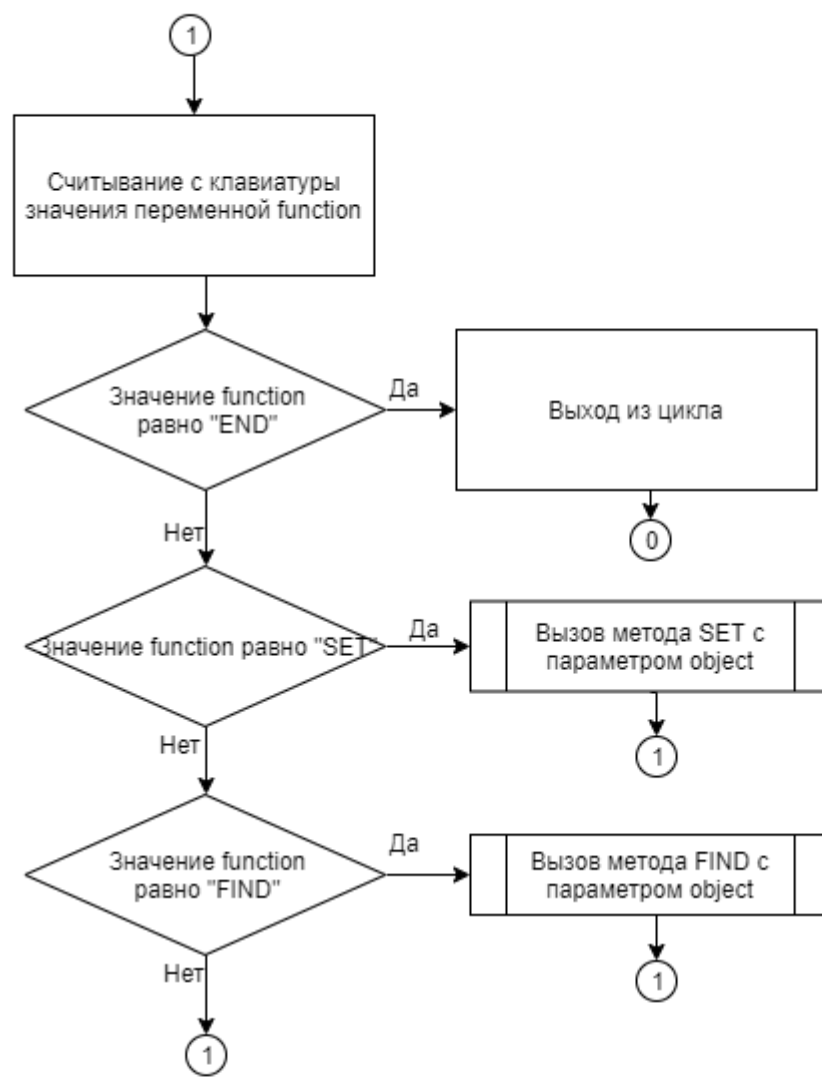 1
Считывание с клавиатуры
значения переменной function
Значение function
равно "END"
Да
Выход из цикла
Нет
0
Значение function равно "SET"
Да
Вызов метода SET с
параметром object
Нет
1
Значение function
равно "FIND"
Да
Вызов метода FIND с
параметром object
Нет
1
1